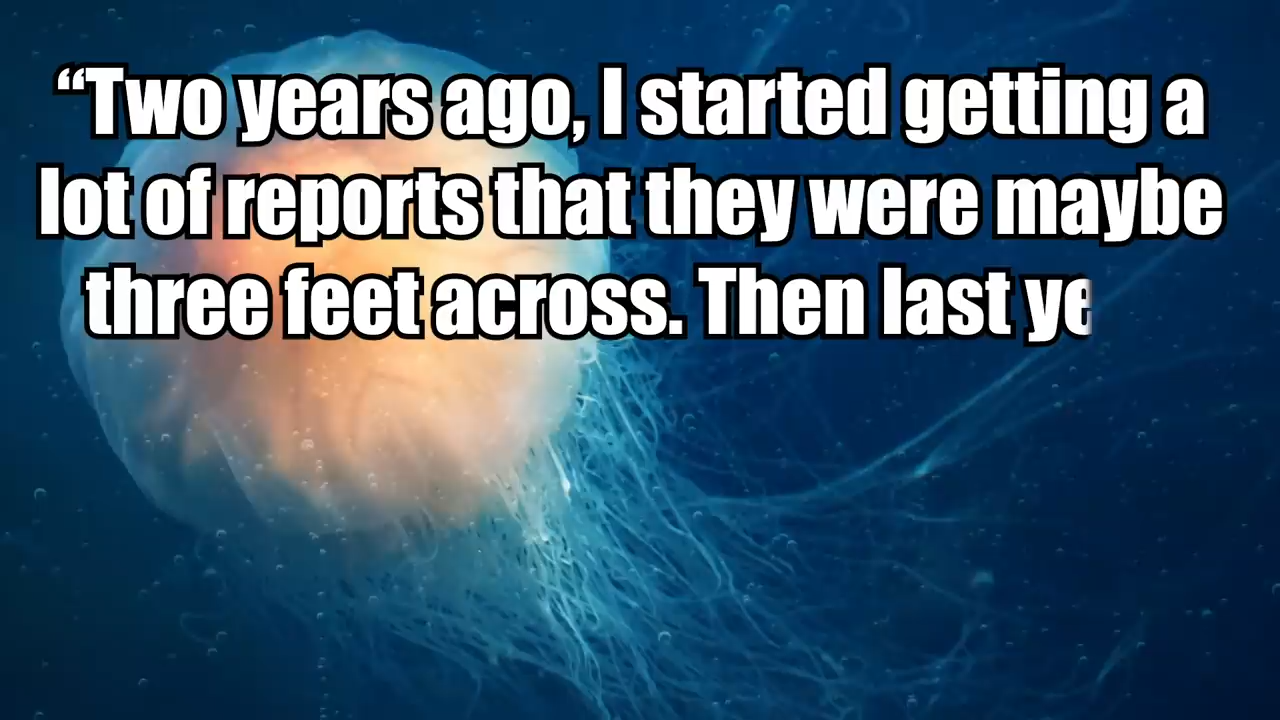 “Two years ago, I started getting a
lot of reports that they were maybe
three feet across. Then last ye